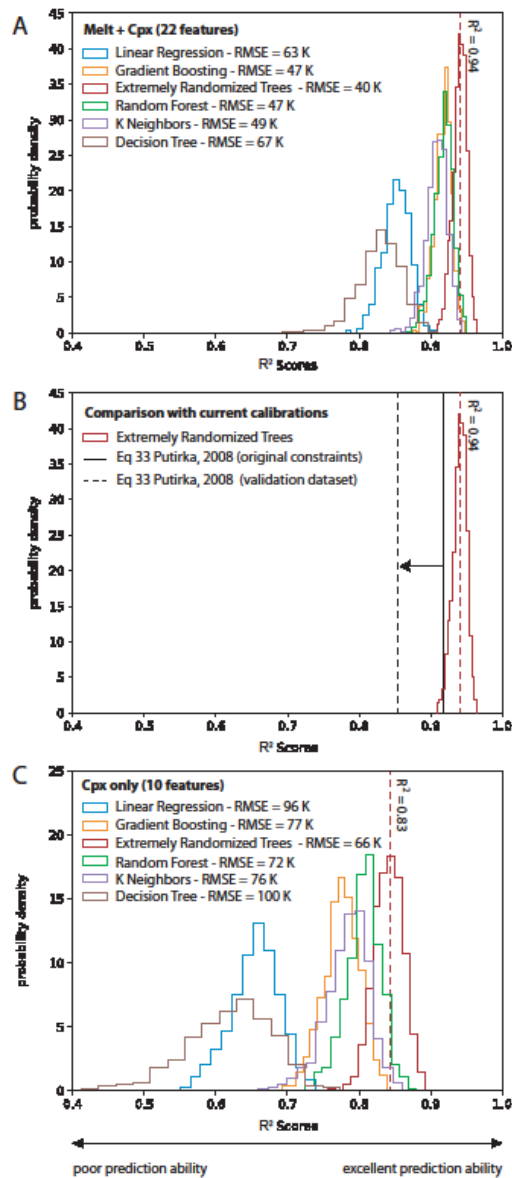 A
Melt + Cpx (22 features)
Linear Regression - RMSE = 63 K
Gradient Boosting - RMSE = 47 K
Extremely Randomized Trees - RMSE = 40 K
Random Forest - RMSE = 47 K
K Neighbors - RMSE = 49 K
Decision Tree - RMSE = 67 K
R² = 0.94
probability density
45
40
35
30
25
20
15
10
5
0
0.4 0.5 0.6 0.7 0.8 0.9 1.0
R² Scores
B
Comparison with current calibrations
Extremely Randomized Trees
Eq 33 Putirka, 2008 (original constraints)
Eq 33 Putirka, 2008 (validation dataset)
R² = 0.94
probability density
45
40
35
30
25
20
15
10
5
0
0.4 0.5 0.6 0.7 0.8 0.9 1.0
R² Scores
C
Cpx only (10 features)
Linear Regression - RMSE = 96 K
Gradient Boosting - RMSE = 77 K
Extremely Randomized Trees - RMSE = 66 K
Random Forest - RMSE = 72 K
K Neighbors - RMSE = 76 K
Decision Tree - RMSE = 100 K
R² = 0.83
probability density
25
20
15
10
5
0
0.4 0.5 0.6 0.7 0.8 0.9 1.0
R² Scores
poor prediction ability excellent prediction ability